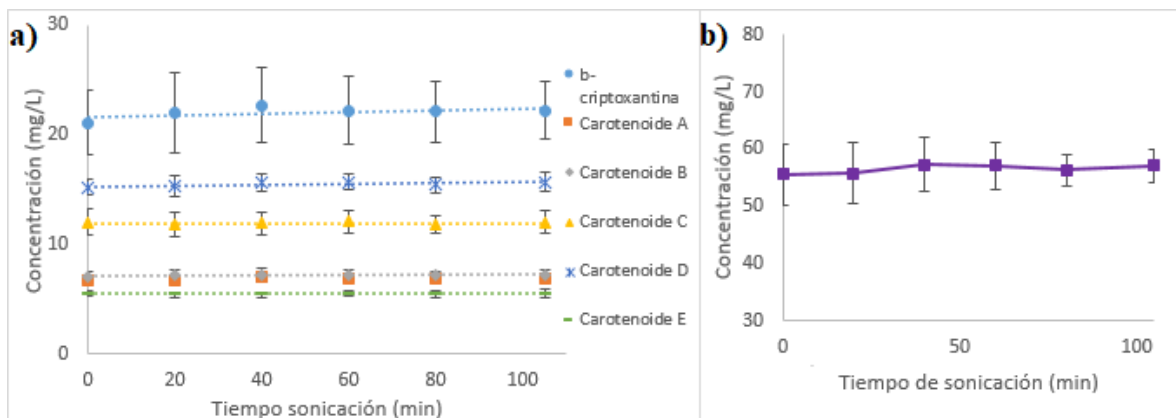 a)
30
20
10
0
Concentración (mg/L)
0 20 40 60 80 100
Tiempo sonicación (min)
b-
criptoxantina
Carotenoide A
Carotenoide B
Carotenoide C
Carotenoide D
Carotenoide E
b)
80
70
60
50
40
30
Concentración (mg/L)
0 50 100
Tiempo de sonicación (min)